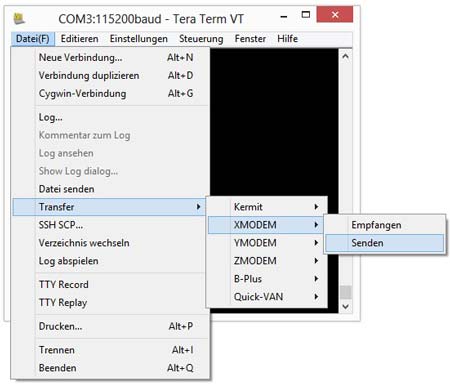 COM3:115200baud - Tera Term VT
Datei(F) Editieren Einstellungen Steuerung Fenster Hilfe
Neue Verbindung... Alt+N
Verbindung duplizieren Alt+D
Cygwin-Verbindung Alt+G
Log...
Kommentar zum Log
Log ansehen
Show Log dialog...
Datei senden
Transfer
SSH SCP...
Verzeichnis wechseln
Log abspielen
TTY Record
TTY Replay
Drucken... Alt+P
Trennen Alt+I
Beenden Alt+Q
Kermit
XMODEM
YMODEM
ZMODEM
B-Plus
Quick-VAN
Empfangen
Senden